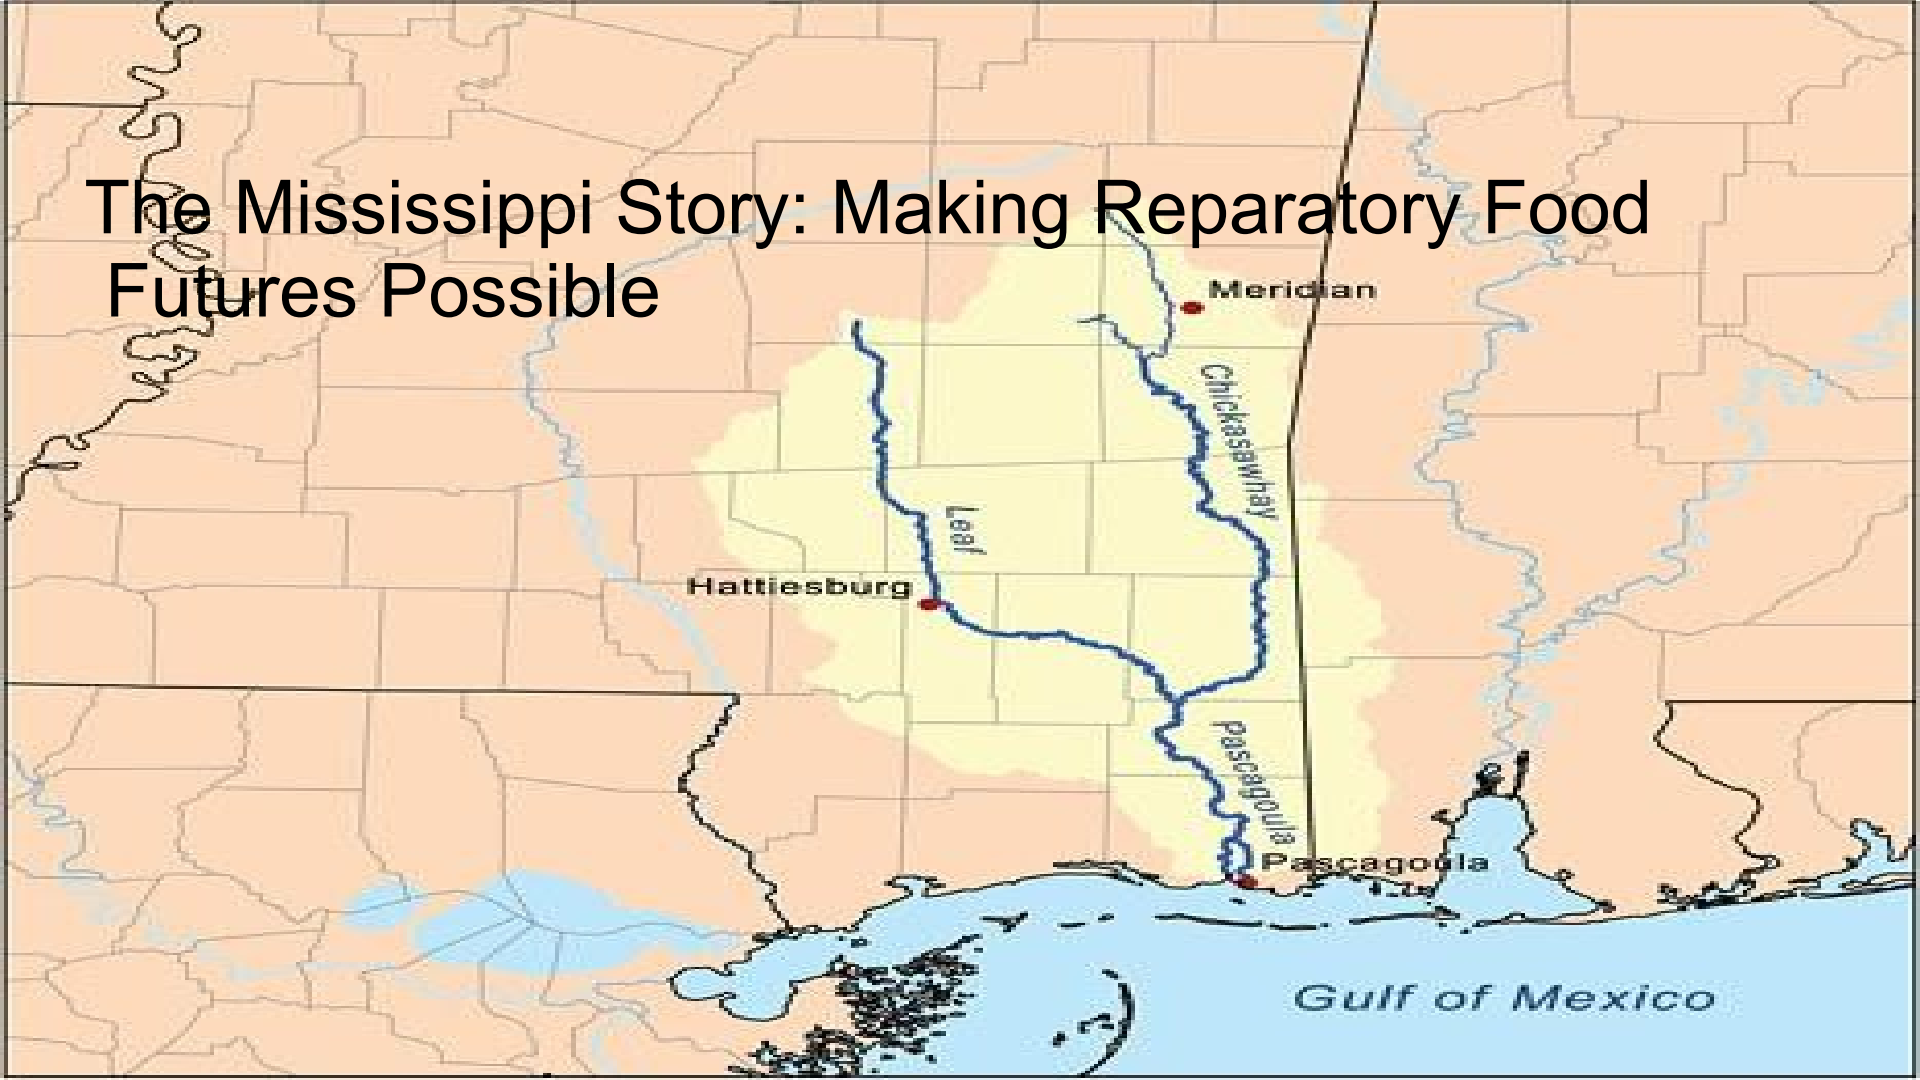 The Mississippi Story: Making Reparatory Food
Futures Possible
Meridian
Chickasawhay
Leaf
Hattiesburg
Pascagoula
Pascagoula
Gulf of Mexico